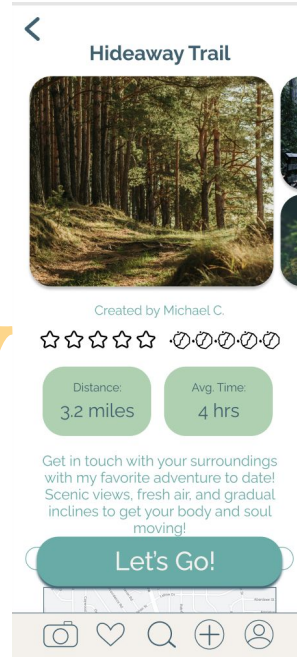 Hideaway Trail
Created by Michael C.
Distance:
3.2 miles
Avg. Time:
4 hrs
Get in touch with your surroundings
with my favorite adventure to date!
Scenic views, fresh air, and gradual
inclines to get your body and soul
moving!
Let's Go!